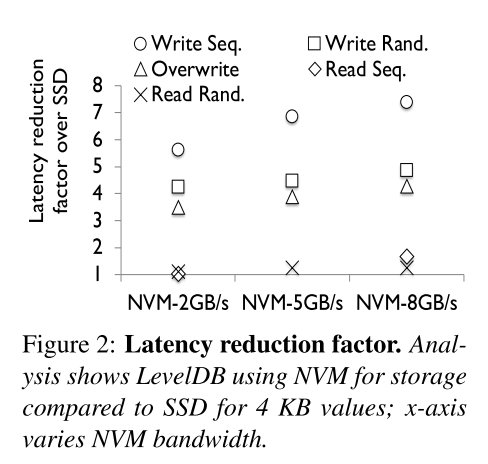 Write Seq. Write Rand.
Overwrite Read Seq.
Read Rand.
Latency reduction
factor over SSD
8
7
6
5
4
3
2
1
NVM-2GB/s NVM-5GB/s NVM-8GB/s
Figure 2: Latency reduction factor. Anal-
ysis shows LevelDB using NVM for storage
compared to SSD for 4 KB values; x-axis
varies NVM bandwidth.